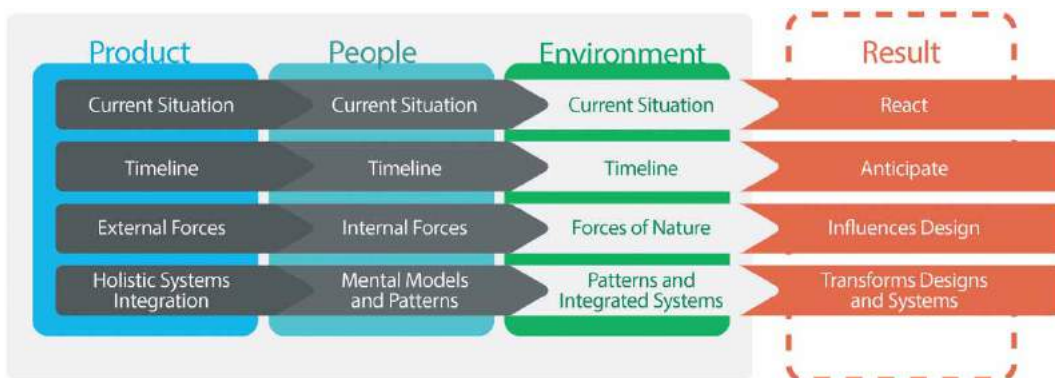 Product
People
Environment
Result
Current Situation
Current Situation
Current Situation
React
Timeline
Timeline
Timeline
Anticipate
External Forces
Internal Forces
Forces of Nature
Influences Design
Holistic Systems
Integration
Mental Models
and Patterns
Patterns and
Integrated Systems
Transforms Designs
and Systems